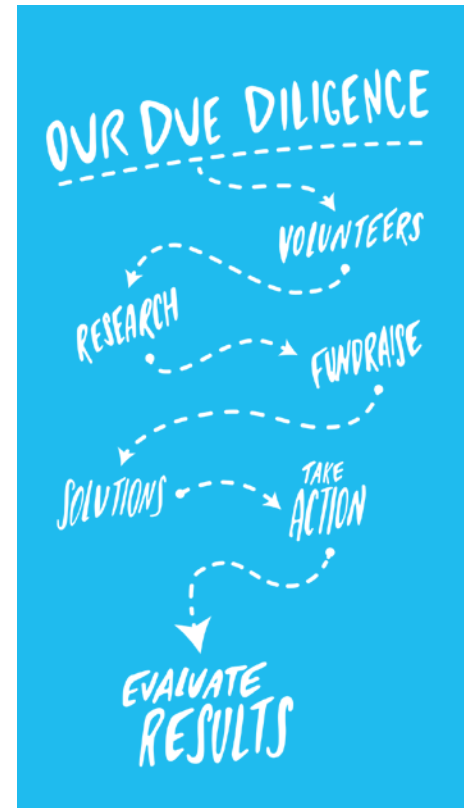 OUR DUE DILIGENCE
VOLUNTEERS
RESEARCH
FUNDRAISE
SOLUTIONS
TAKE
ACTION
EVALUATE
RESULTS